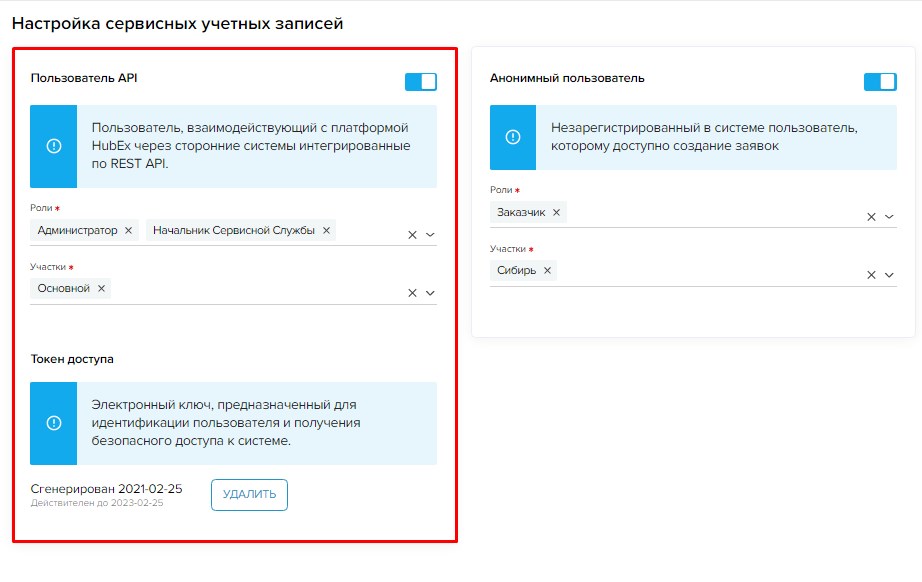 Настройка сервисных учетных записей
Пользователь API
Пользователь, взаимодействующий с платформой
HubEx через сторонние системы интегрированные
по REST API.
Роли *
Администратор × Начальник Сервисной Службы ×
Участки *
Основной ×
Токен доступа
Электронный ключ, предназначенный для
идентификации пользователя и получения
безопасного доступа к системе.
Сгенерирован 2021-02-25
Действителен до 2023-02-25
УДАЛИТЬ
Анонимный пользователь
Незарегистрированный в системе пользователь,
которому доступно создание заявок
Роли *
Заказчик ×
Участки *
Сибирь ×